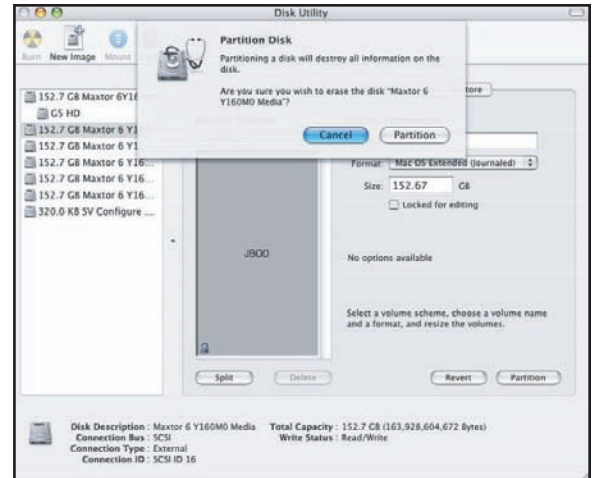 Disk Utility
Burn New Image Mount
Partition Disk
Partitioning a disk will destroy all information on the
disk.
Are you sure you wish to erase the disk "Maxtor 6
Y160M0 Media"?
Cancel Partition
152.7 GB Maxtor 6Y16
G5 HD
152.7 GB Maxtor 6 Y1
152.7 GB Maxtor 6 Y1
152.7 GB Maxtor 6 Y16...
152.7 GB Maxtor 6 Y16...
152.7 GB Maxtor 6 Y16...
320.0 KB SV Configure ...
Format: Mac OS Extended (Journaled)
Size: 152.67 GB
Locked for editing
JBOD
No options available
Select a volume scheme, choose a volume name
and a format, and resize the volumes.
Split Delete Revert Partition
Disk Description : Maxtor 6 Y160M0 Media Total Capacity : 152.7 GB (163,928,604,672 Bytes)
Connection Bus : SCSI Write Status : Read/Write
Connection Type : External
Connection ID : SCSI ID 16